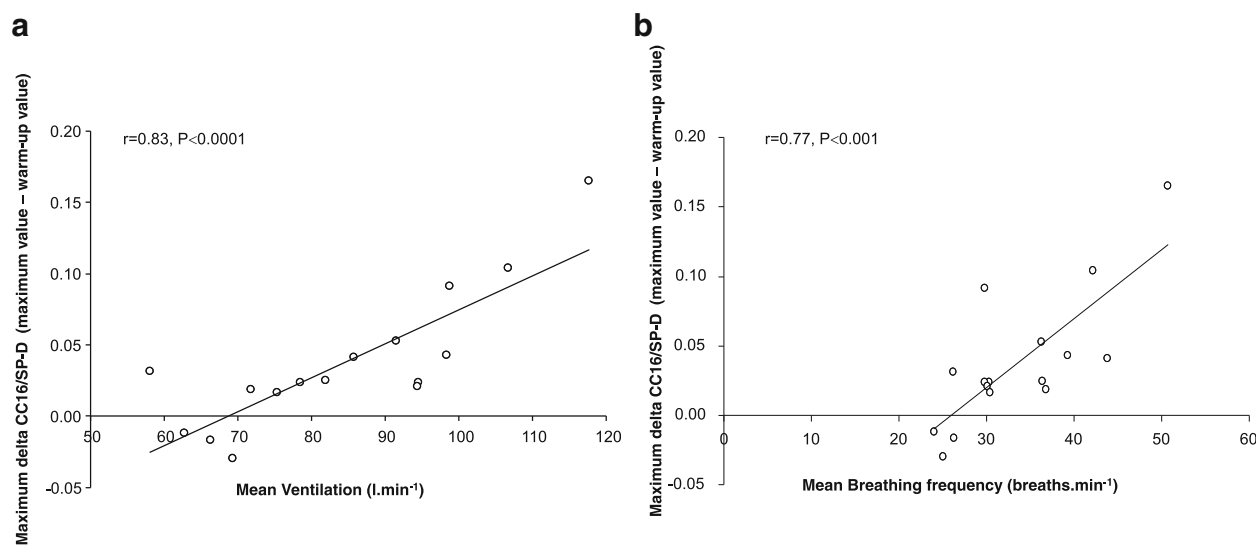 a
Maximum delta CC16/SP-D (maximum value – warm-up value)
r=0.83, P<0.0001
0.20
0.15
0.10
0.05
0.00
-0.05
50 60 70 80 90 100 110 120
Mean Ventilation (l.min-1)
b
Maximum delta CC16/SP-D (maximum value – warm-up value)
r=0.77, P<0.001
0.20
0.15
0.10
0.05
0.00
-0.05
0 10 20 30 40 50 60
Mean Breathing frequency (breaths.min-1)